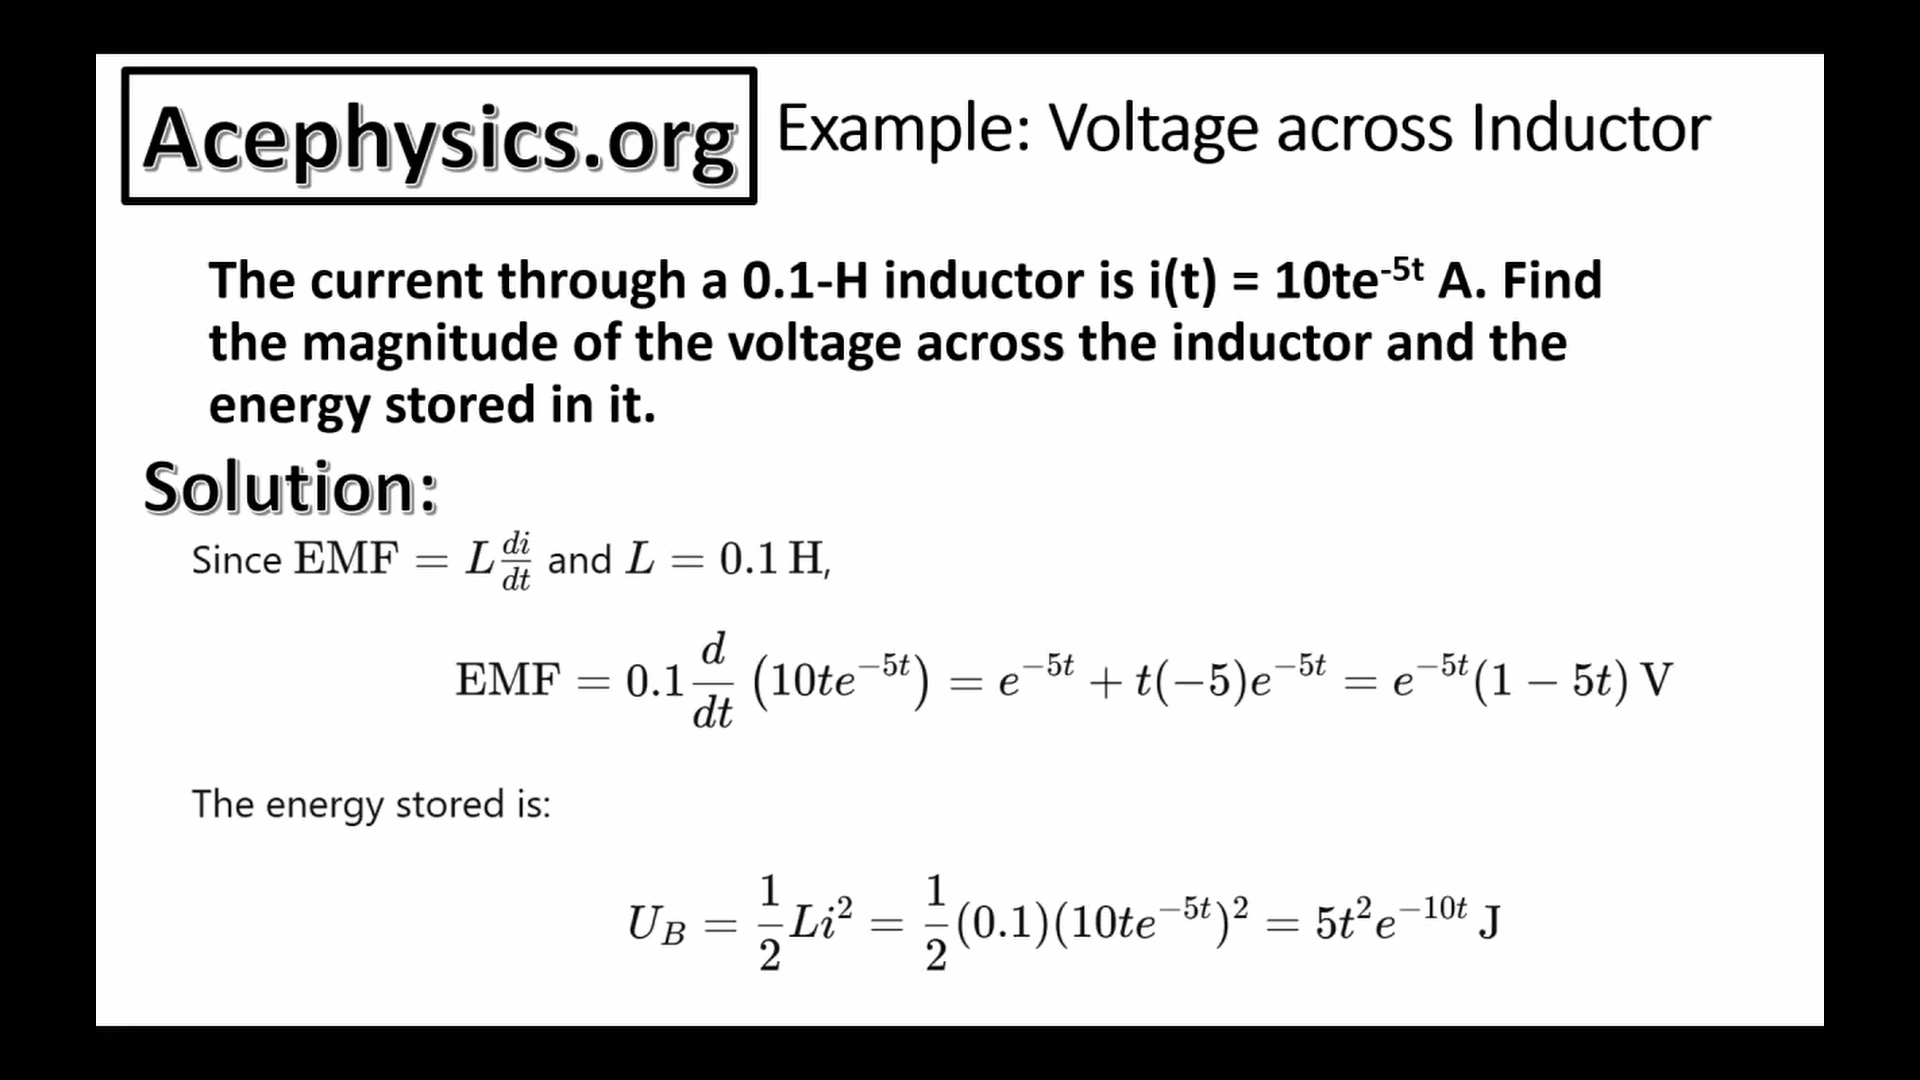 Acephysics.org
Example: Voltage across Inductor
The current through a 0.1-H inductor is i(t) = 10te⁻⁵ᵗ A. Find
the magnitude of the voltage across the inductor and the
energy stored in it.
Solution:
Since EMF = L di/dt and L = 0.1 H,
EMF = 0.1 d/dt (10te⁻⁵ᵗ) = e⁻⁵ᵗ + t(−5)e⁻⁵ᵗ = e⁻⁵ᵗ(1 − 5t) V
The energy stored is:
U_B = 1/2 Li² = 1/2 (0.1)(10te⁻⁵ᵗ)² = 5t²e⁻¹⁰ᵗ J